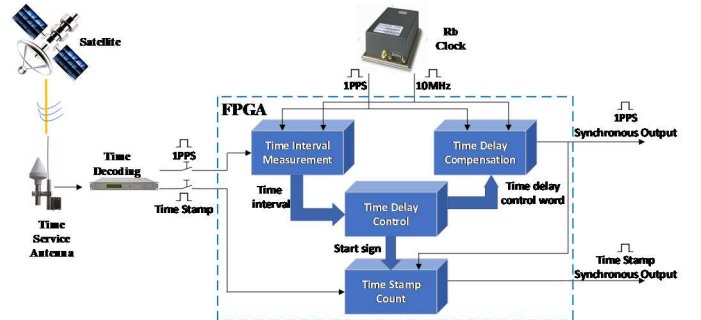 Satellite
Rb
Clock
1PPS
10MHz
FPGA
1PPS
Synchronous Output
Time Interval
Measurement
Time Delay
Compensation
Time
Decoding
1PPS
Time Stamp
Time
interval
Time Delay
Control
Time delay
control word
Time
Service
Antenna
Start sign
Time Stamp
Count
Time Stamp
Synchronous Output